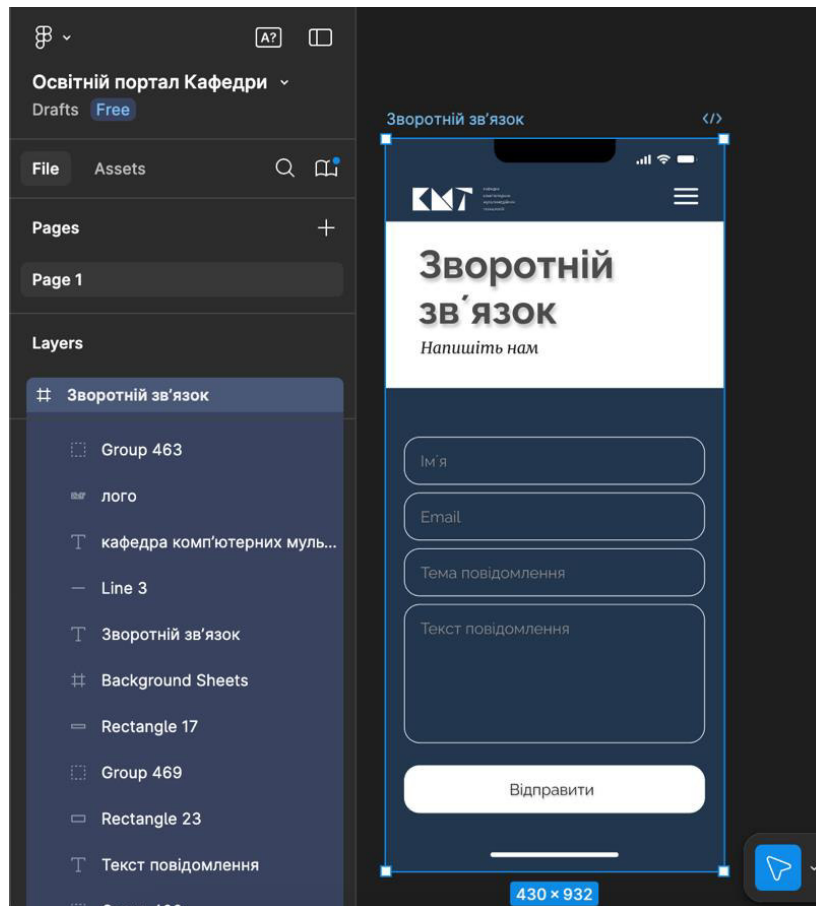 Освітній портал Кафедри
Drafts Free
File Assets
Pages
Page 1
Layers
Зворотній зв’язок
Group 463
лого
кафедра комп’ютерних муль...
Line 3
Зворотній зв’язок
Background Sheets
Rectangle 17
Group 469
Rectangle 23
Текст повідомлення
Зворотній зв’язок
КМТ
Зворотній
зв´язок
Напишіть нам
Ім´я
Email
Тема повідомлення
Текст повідомлення
Відправити
430 × 932